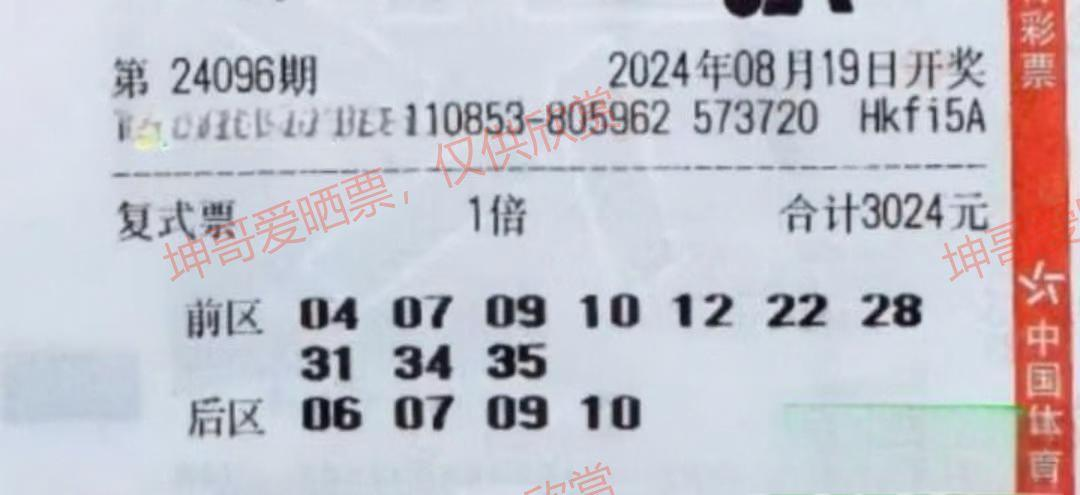 彩票
第 24096期 2024年08月19日开奖
110853-805962 573720 Hkfi5A
坤哥爱晒票，仅供欣赏
复式票 1倍 合计3024元
坤哥爱晒
前区 04 07 09 10 12 22 28
31 34 35
后区 06 07 09 10
中国体育
欣赏